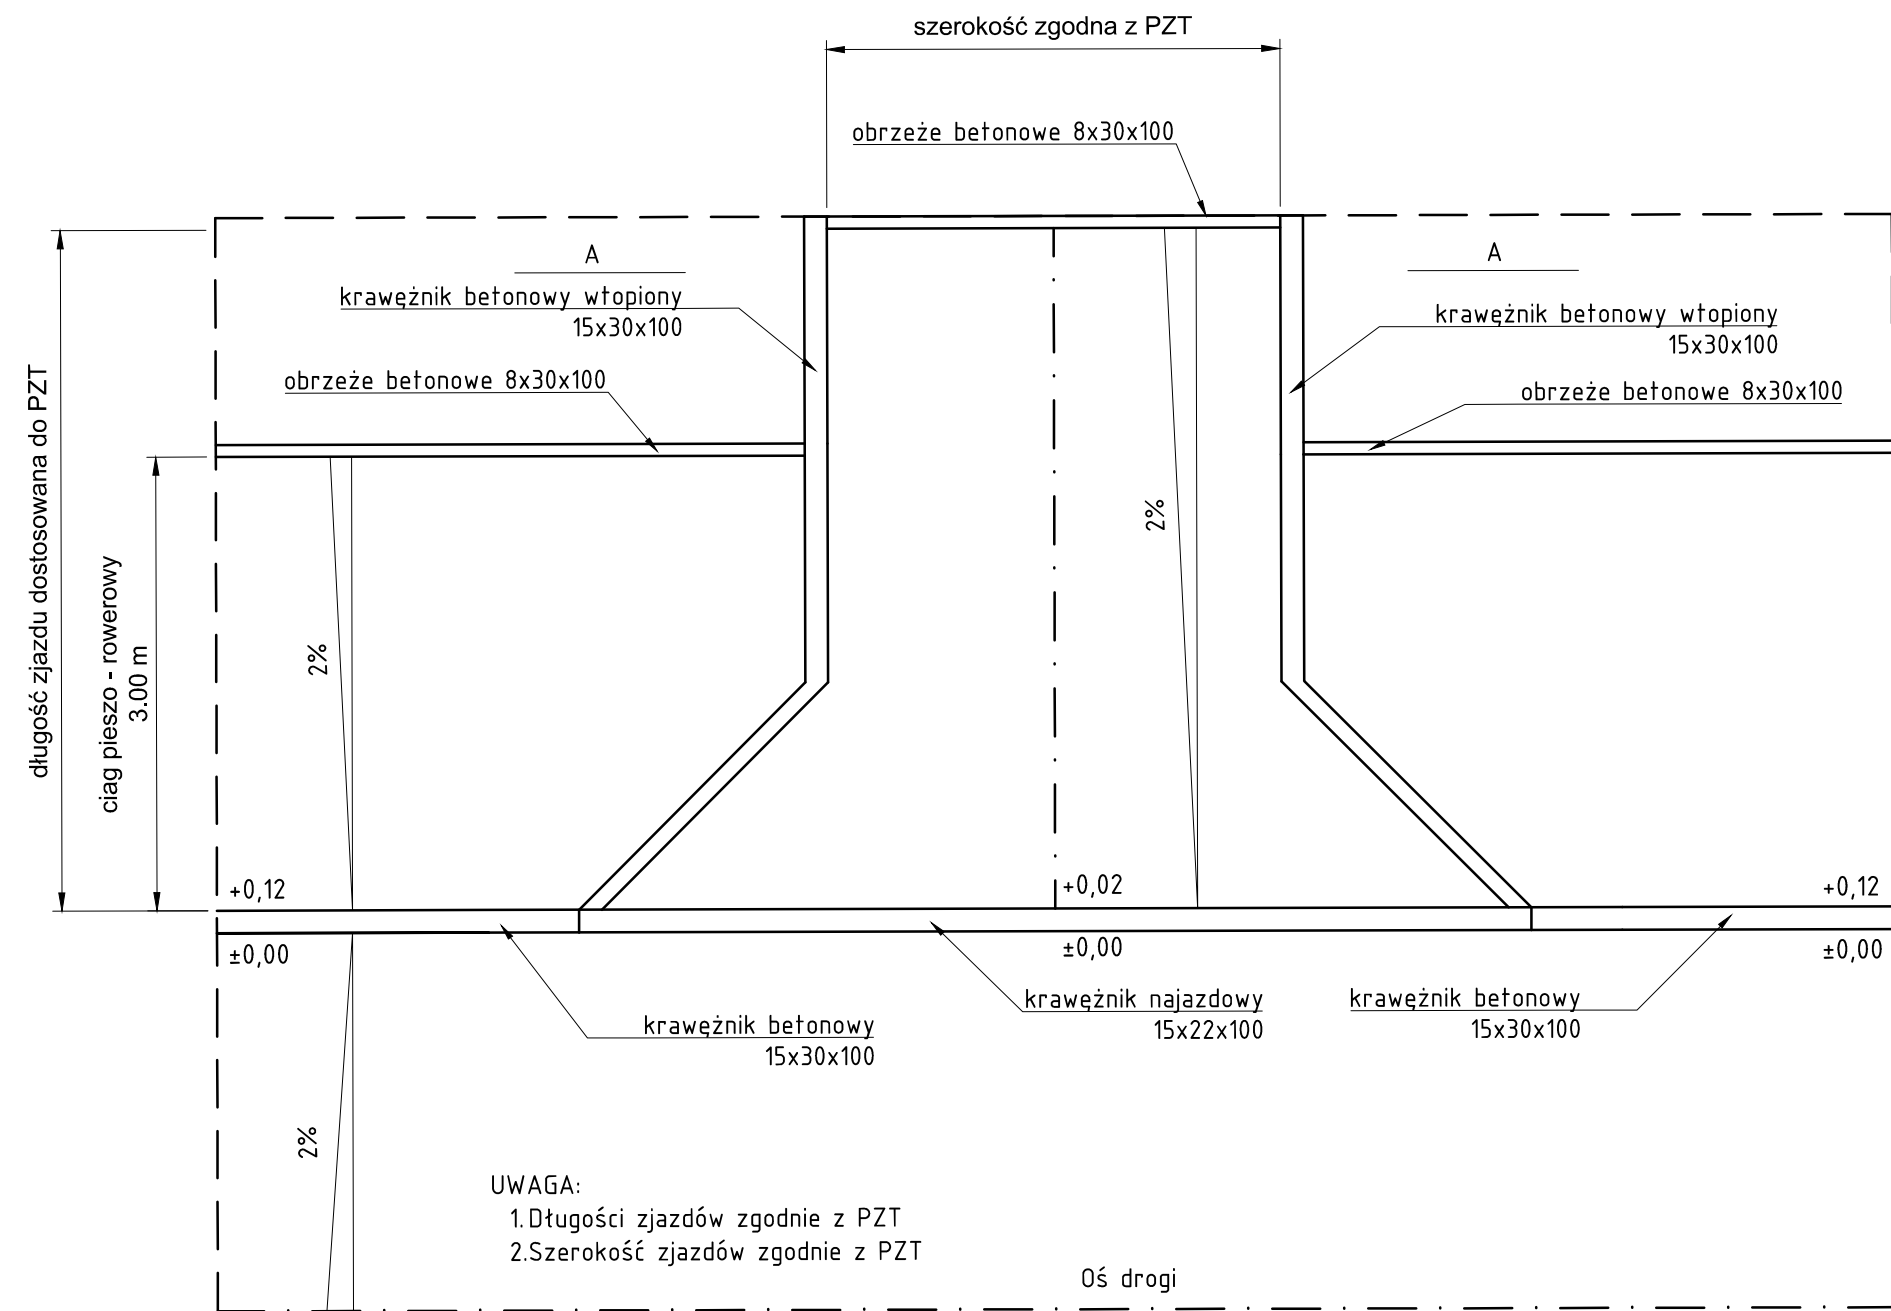 szerokość zgodna z PZT
obrzeże betonowe 8x30x100
A
krawężnik betonowy wtopiony
15x30x100
obrzeże betonowe 8x30x100
A
krawężnik betonowy wtopiony
15x30x100
obrzeże betonowe 8x30x100
długość zjazdu dostosowana do PZT
ciag pieszo - rowerowy
3.00 m
2%
2%
+0,12
+0,02
+0,12
±0,00
±0,00
±0,00
krawężnik betonowy
15x30x100
krawężnik najazdowy
15x22x100
krawężnik betonowy
15x30x100
2%
UWAGA:
1.Długości zjazdów zgodnie z PZT
2.Szerokość zjazdów zgodnie z PZT
Oś drogi